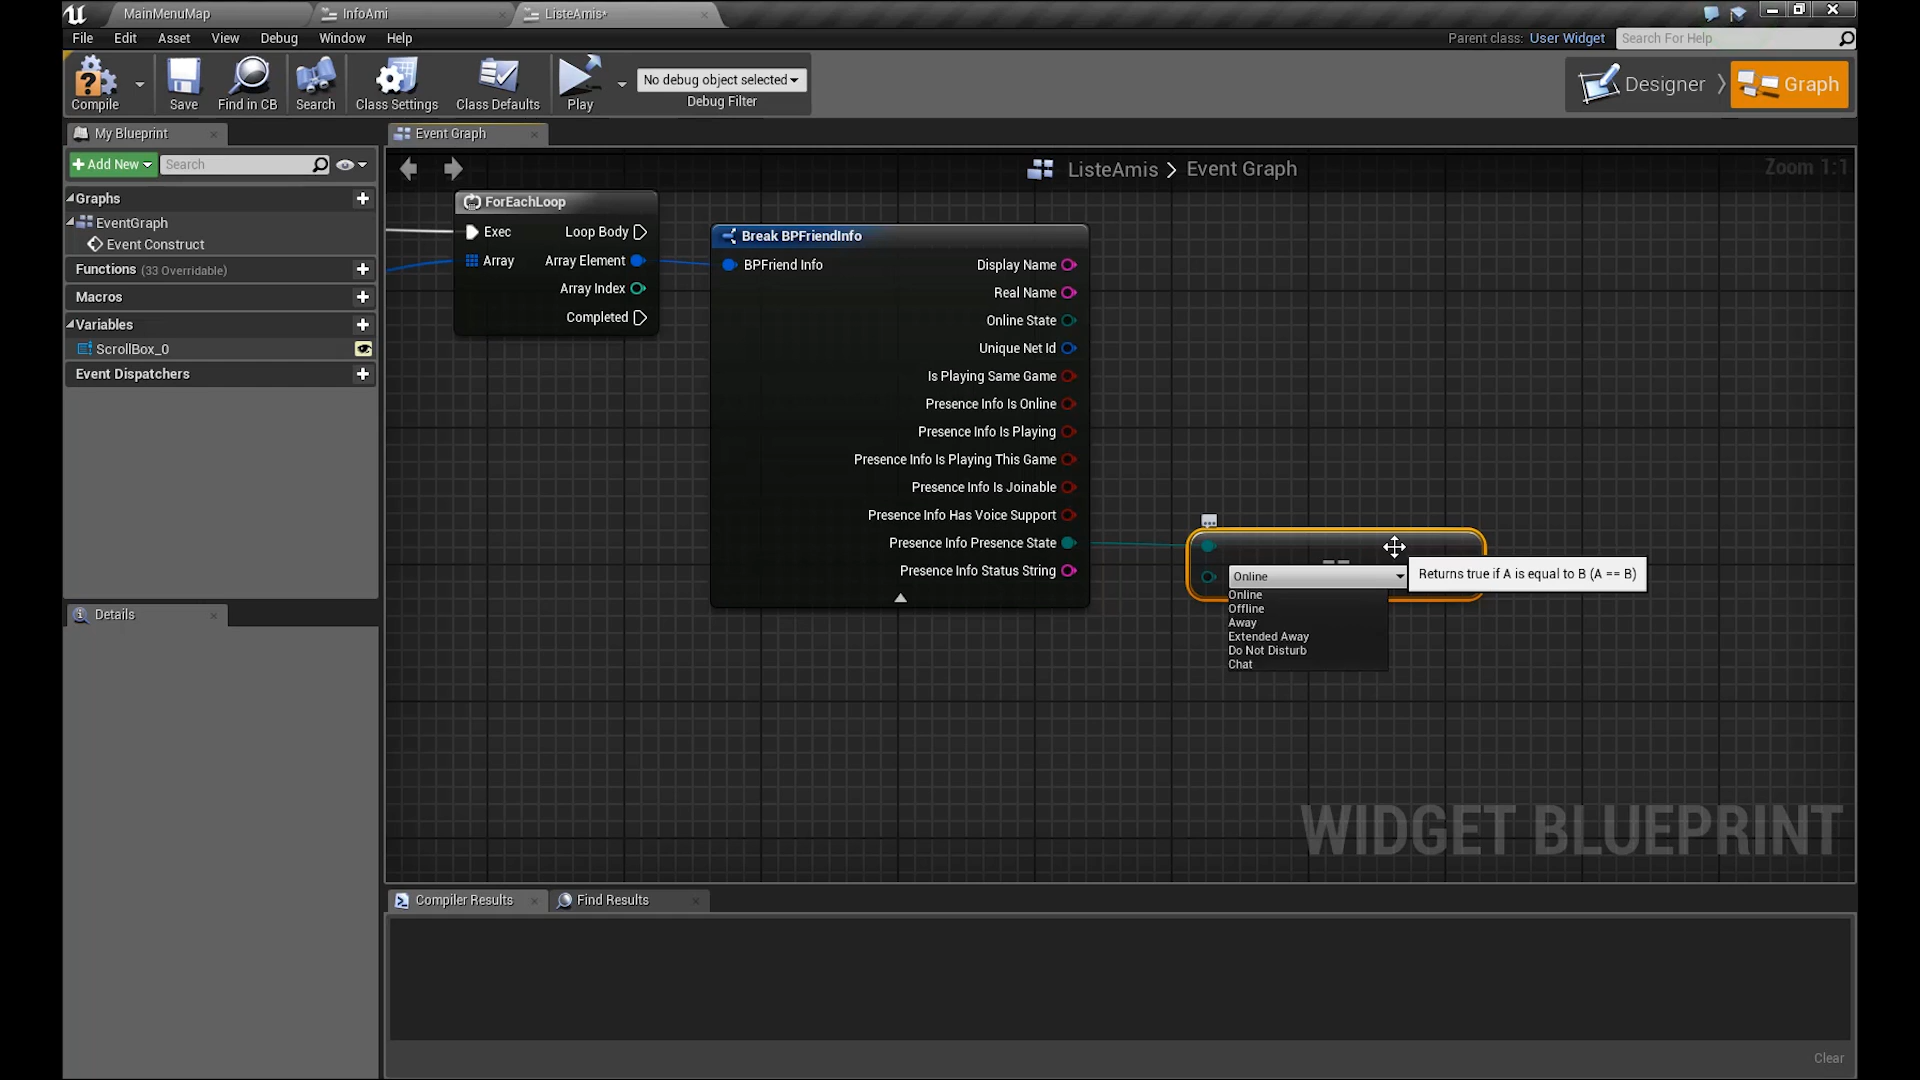 MainMenuMap
InfoAmi
ListeAmis*
File Edit Asset View Debug Window Help
Parent class: User Widget
Search For Help
Compile
Save
Find in CB
Search
Class Settings
Class Defaults
Play
No debug object selected
Debug Filter
Designer
Graph
My Blueprint
Add New
Search
Graphs
EventGraph
Event Construct
Functions (33 Overridable)
Macros
Variables
ScrollBox_0
Event Dispatchers
Details
Event Graph
ListeAmis > Event Graph
Zoom 1:1
ForEachLoop
Exec
Loop Body
Array
Array Element
Array Index
Completed
Break BPFriendInfo
BPFriend Info
Display Name
Real Name
Online State
Unique Net Id
Is Playing Same Game
Presence Info Is Online
Presence Info Is Playing
Presence Info Is Playing This Game
Presence Info Is Joinable
Presence Info Has Voice Support
Presence Info Presence State
Presence Info Status String
==
Online
Online
Offline
Away
Extended Away
Do Not Disturb
Chat
Returns true if A is equal to B (A == B)
WIDGET BLUEPRINT
Compiler Results
Find Results
Clear